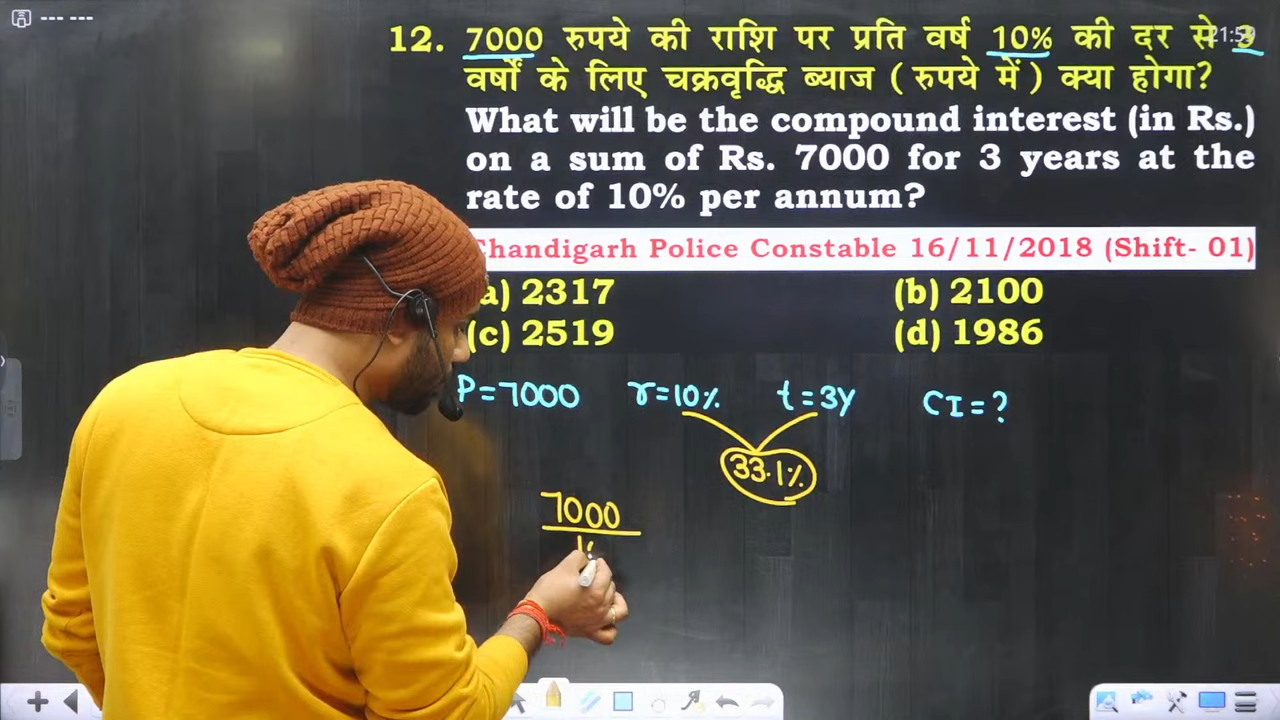 12. 7000 रुपये की राशि पर प्रति वर्ष 10% की दर से 3
वर्षों के लिए चक्रवृद्धि ब्याज ( रुपये में ) क्या होगा?
What will be the compound interest (in Rs.)
on a sum of Rs. 7000 for 3 years at the
rate of 10% per annum?
Chandigarh Police Constable 16/11/2018 (Shift- 01)
a) 2317 (b) 2100
(c) 2519 (d) 1986
P=7000 r=10% t=3y CI=?
33.1%
7000